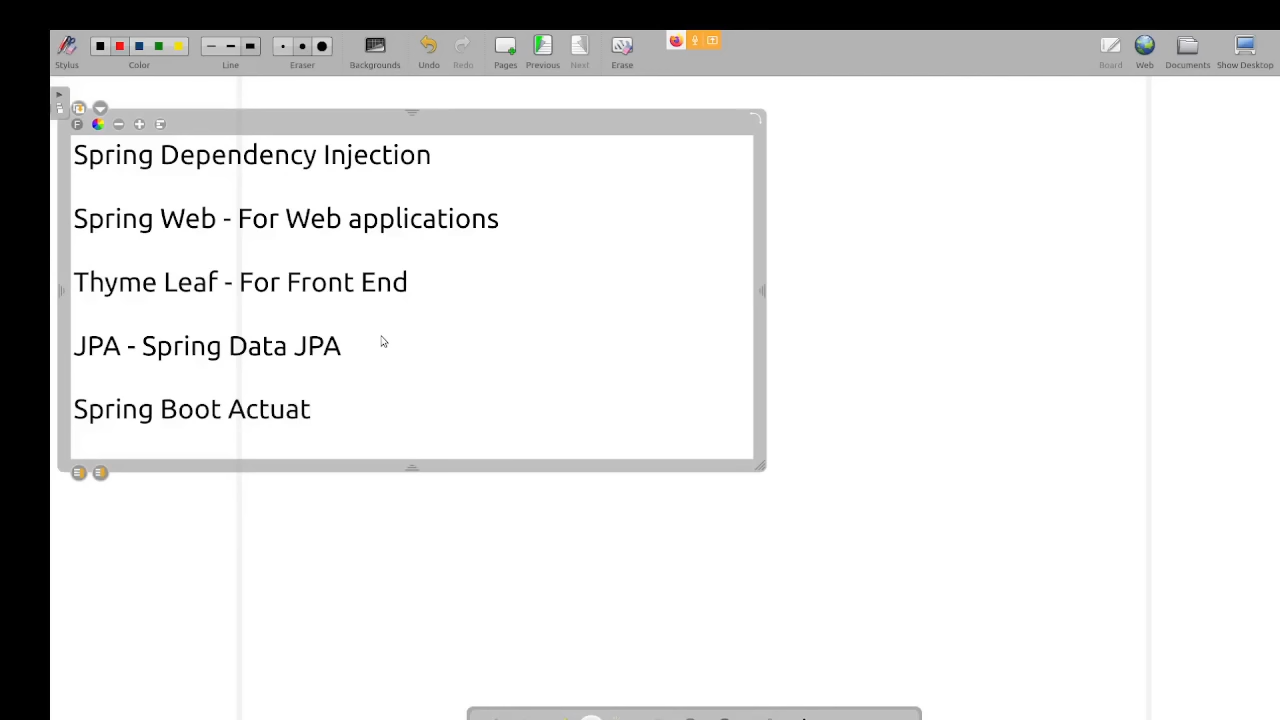 Stylus
Color
Line
Eraser
Backgrounds
Undo
Redo
Pages
Previous
Next
Erase
Board
Web
Documents
Show Desktop
F
Spring Dependency Injection
Spring Web - For Web applications
Thyme Leaf - For Front End
JPA - Spring Data JPA
Spring Boot Actuat